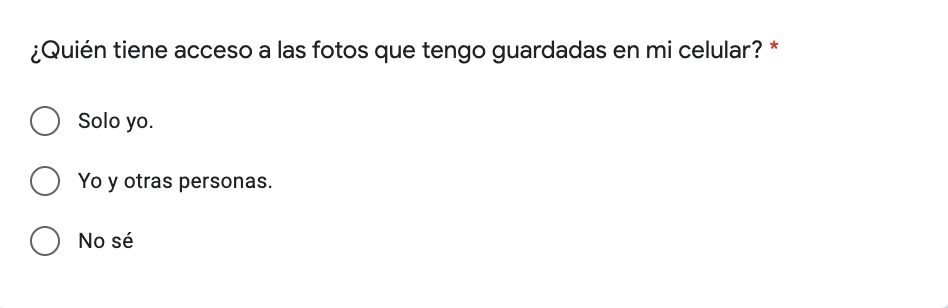 ¿Quién tiene acceso a las fotos que tengo guardadas en mi celular? *
Solo yo.
Yo y otras personas.
No sé